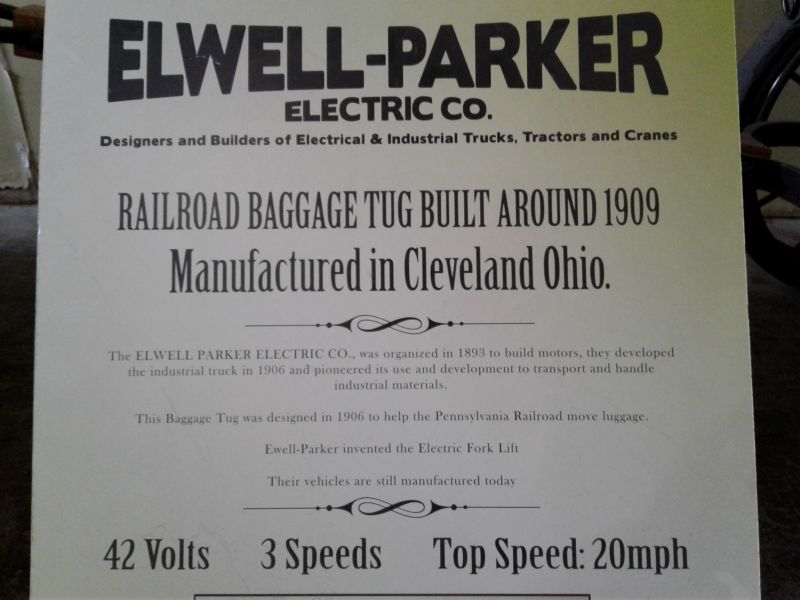 ELWELL-PARKER
ELECTRIC CO.
Designers and Builders of Electrical & Industrial Trucks, Tractors and Cranes
RAILROAD BAGGAGE TUG BUILT AROUND 1909
Manufactured in Cleveland Ohio.
The ELWELL PARKER ELECTRIC CO., was organized in 1893 to build motors, they developed
the industrial truck in 1906 and pioneered its use and development to transport and handle
industrial materials.
This Baggage Tug was designed in 1906 to help the Pennsylvania Railroad move luggage.
Ewell-Parker invented the Electric Fork Lift
Their vehicles are still manufactured today
42 Volts 3 Speeds Top Speed: 20mph